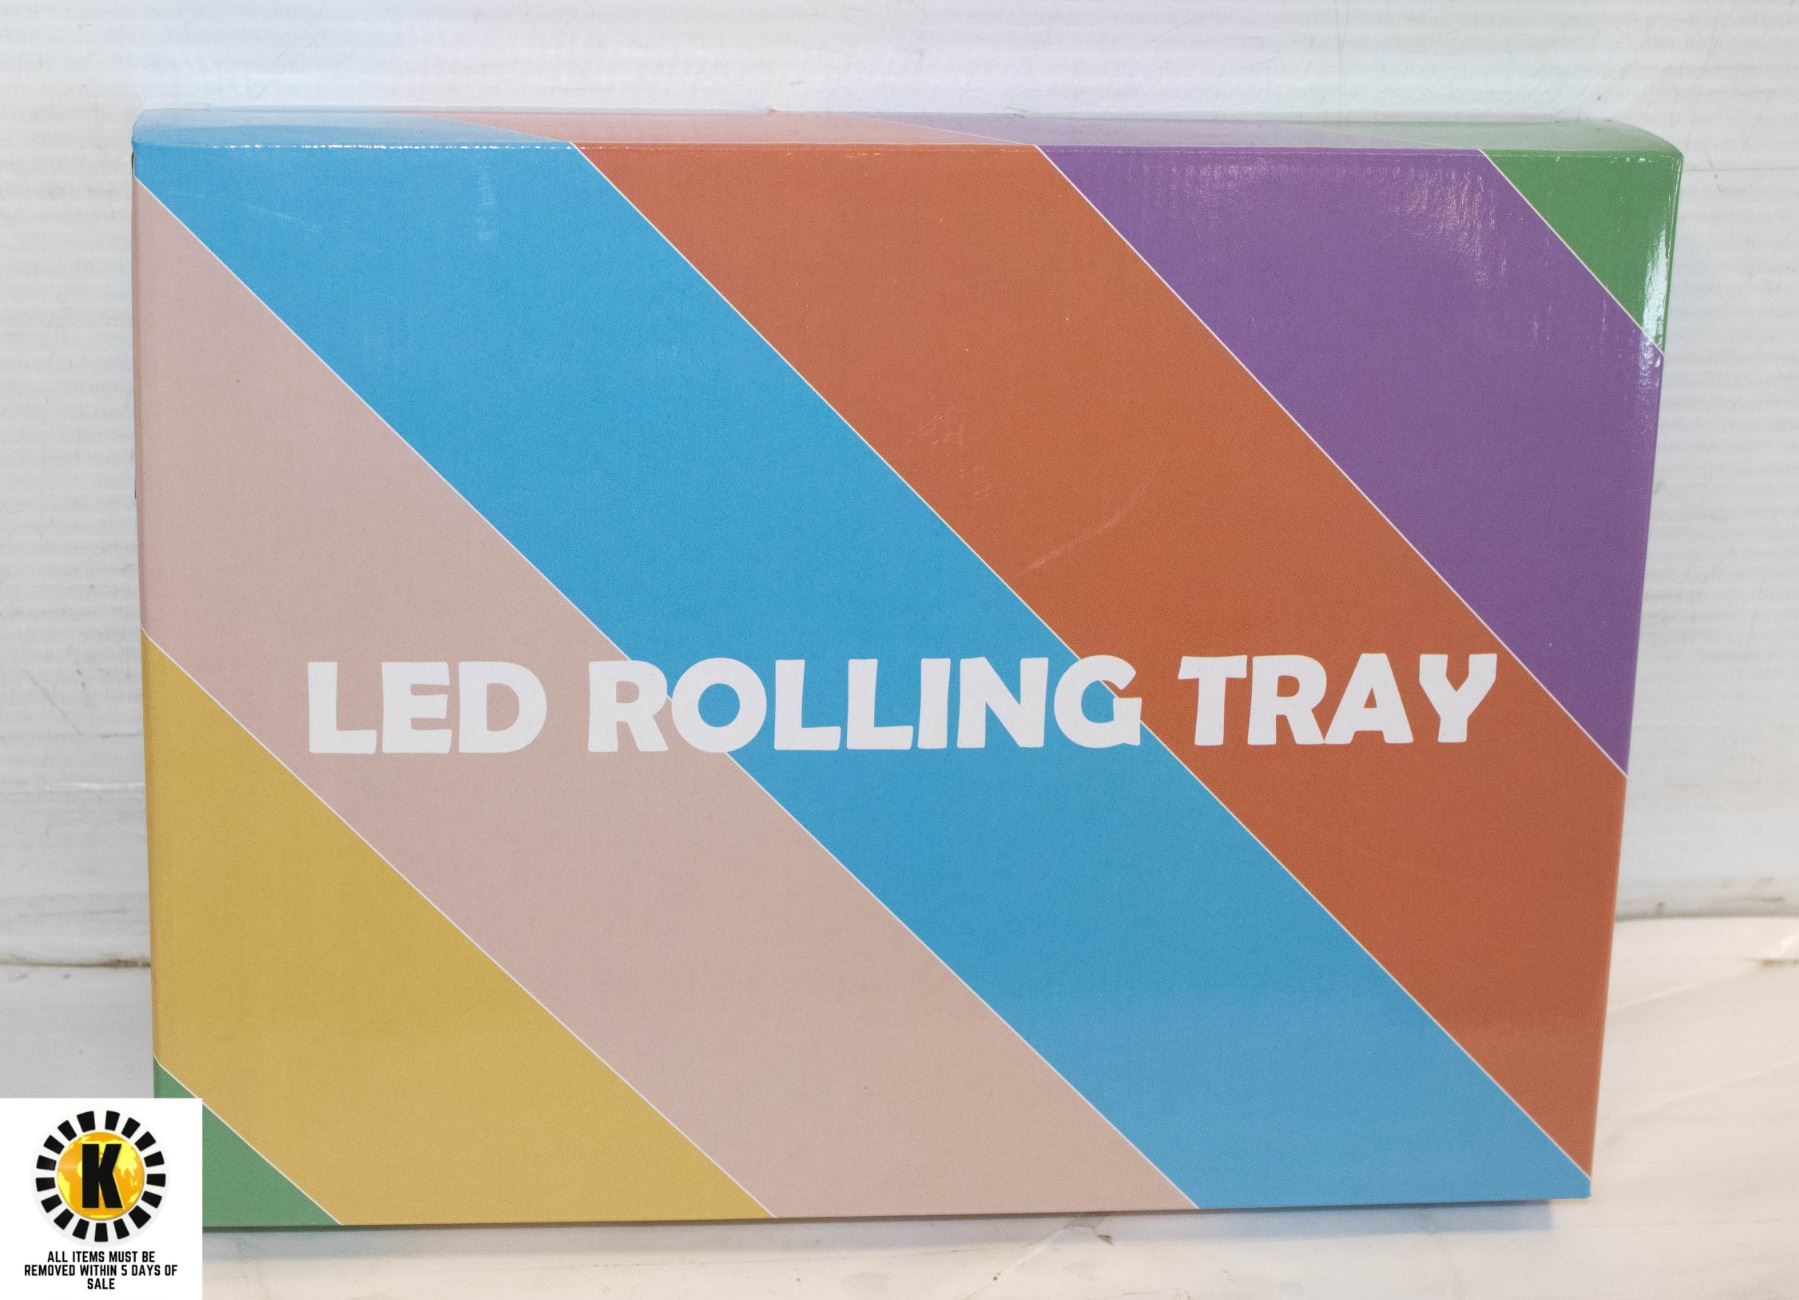 LED ROLLING TRAY
K
ALL ITEMS MUST BE
REMOVED WITHIN 5 DAYS OF
SALE